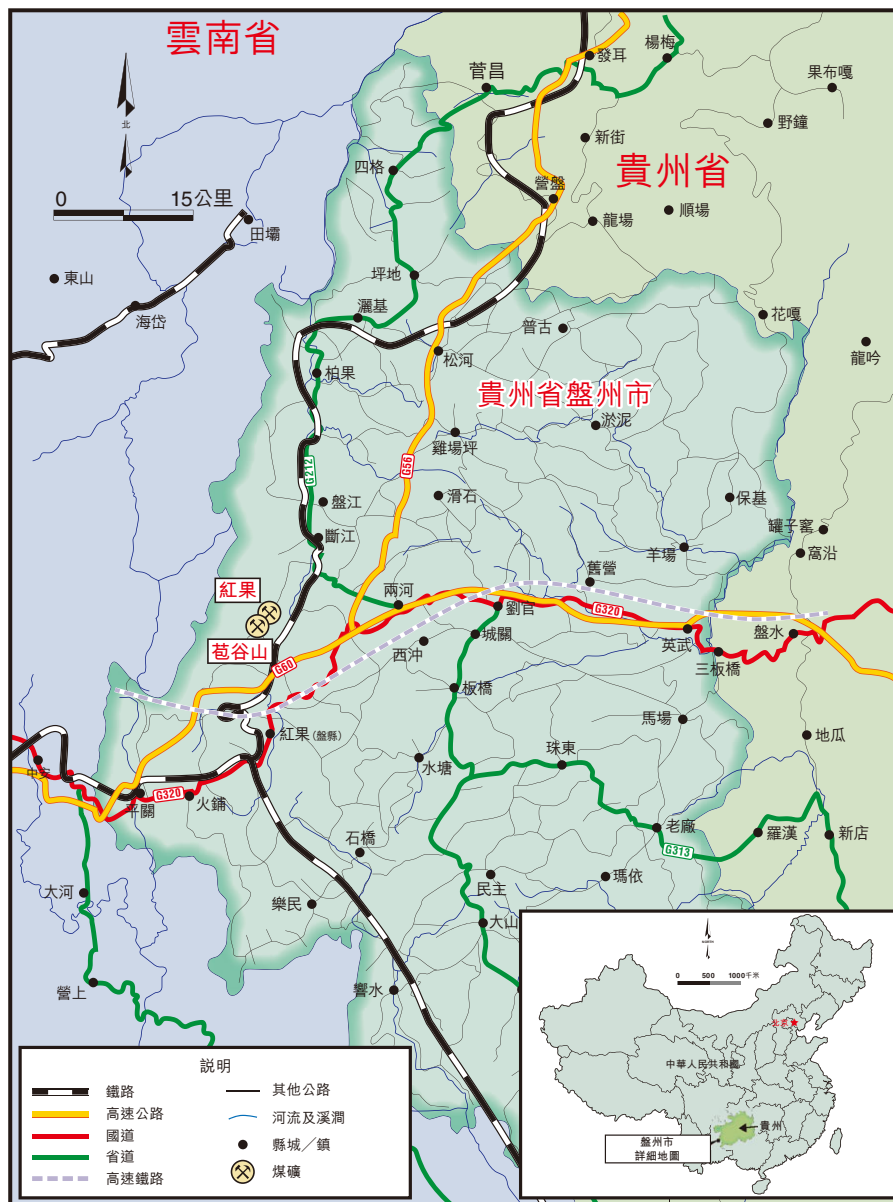 雲南省
北
0 15公里
發耳
楊梅
菅昌
果布嘎
野鐘
新街
四格
貴州省
營盤
龍場
順場
田壩
東山
海岱
坪地
灑基
普古
花嘎
龍吟
松河
柏果
貴州省盤州市
淤泥
雞場坪
G212
G56
盤江
滑石
保基
斷江
罐子窰
窩沿
羊場
舊營
紅果
兩河
劉官
G320
苞谷山
城關
西沖
英武
盤水
三板橋
G60
板橋
紅果(盤縣)
馬場
地瓜
中安
水塘
珠東
平關
G320
火鋪
石橋
老廠
G313
羅漢
新店
大河
民主
瑪依
樂民
大山
營上
響水
説明
鐵路
高速公路
國道
省道
高速鐵路
其他公路
河流及溪澗
縣城／鎮
煤礦
NORTH
0 500 1000千米
北京
中華人民共和國
貴州
盤州市
詳細地圖